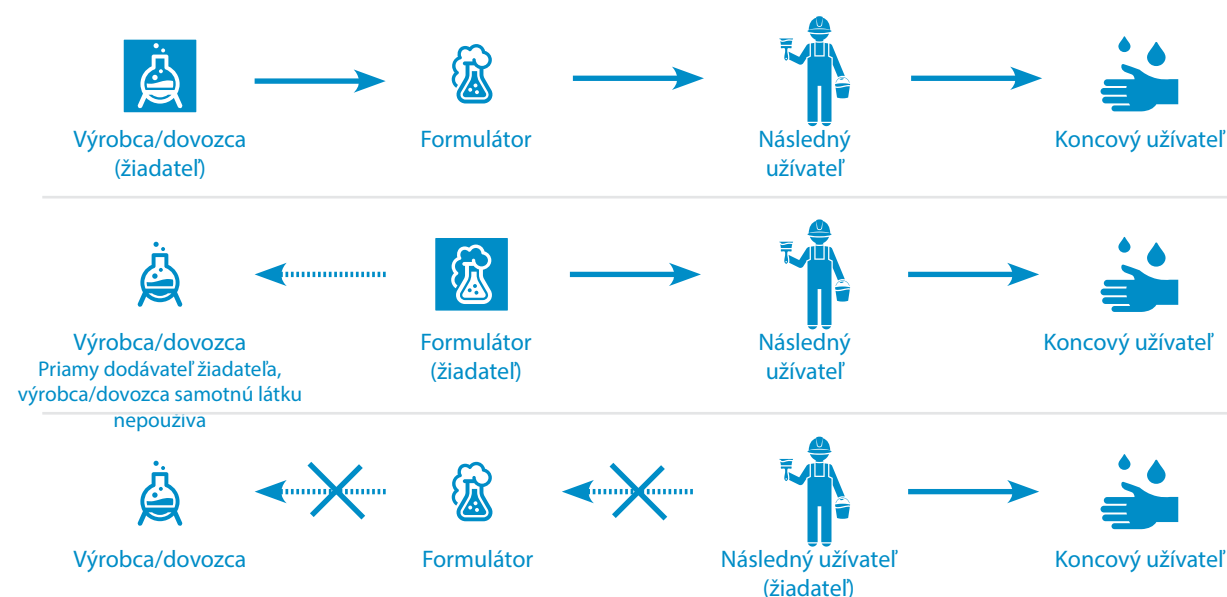 Výrobca/dovozca
(žiadateľ)
Formulátor
Následný
užívateľ
Koncový užívateľ
Výrobca/dovozca
Priamy dodávateľ žiadateľa,
výrobca/dovozca samotnú látku
nepoužíva
Formulátor
(žiadateľ)
Následný
užívateľ
Koncový užívateľ
Výrobca/dovozca
Formulátor
Následný užívateľ
(žiadateľ)
Koncový užívateľ